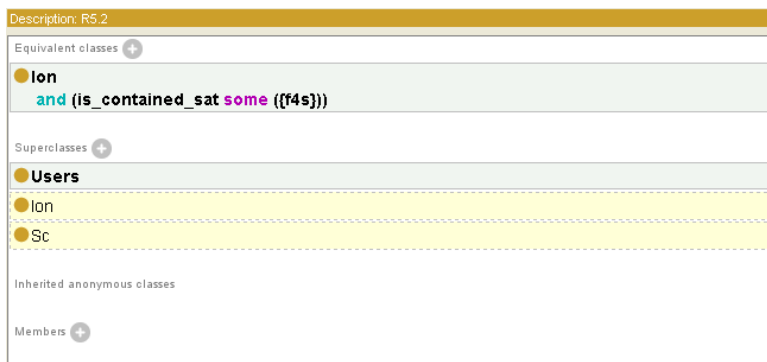 Description: R5.2
Equivalent classes
Ion
and (is_contained_sat some ({f4s}))
Superclasses
Users
Ion
Sc
Inherited anonymous classes
Members